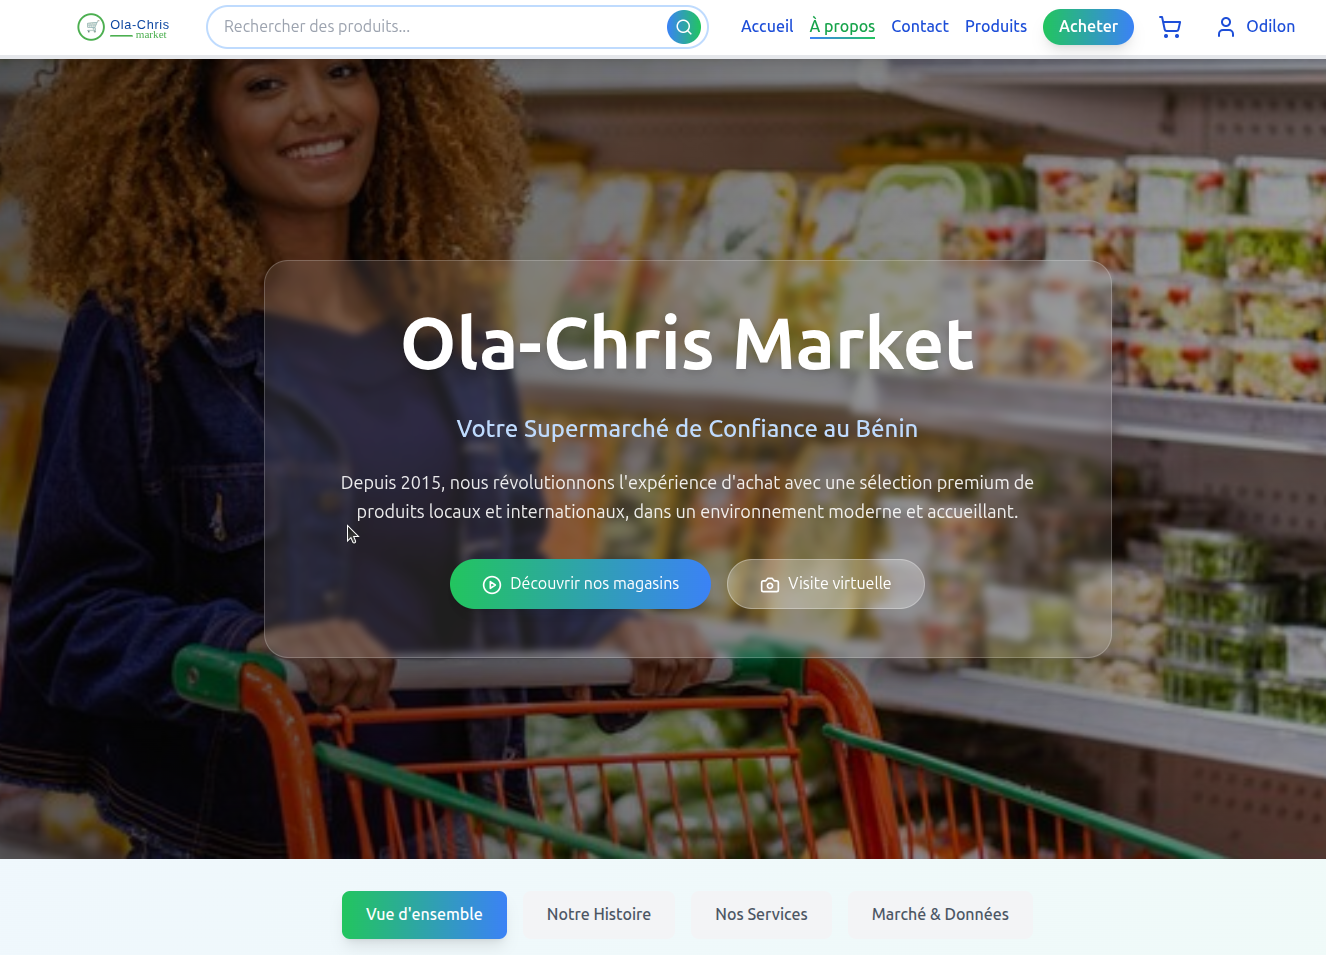 Ola-Chris
market
Rechercher des produits...
Accueil
À propos
Contact
Produits
Acheter
Odilon
Ola-Chris Market
Votre Supermarché de Confiance au Bénin
Depuis 2015, nous révolutionnons l'expérience d'achat avec une sélection premium de
produits locaux et internationaux, dans un environnement moderne et accueillant.
Découvrir nos magasins
Visite virtuelle
Vue d'ensemble
Notre Histoire
Nos Services
Marché & Données